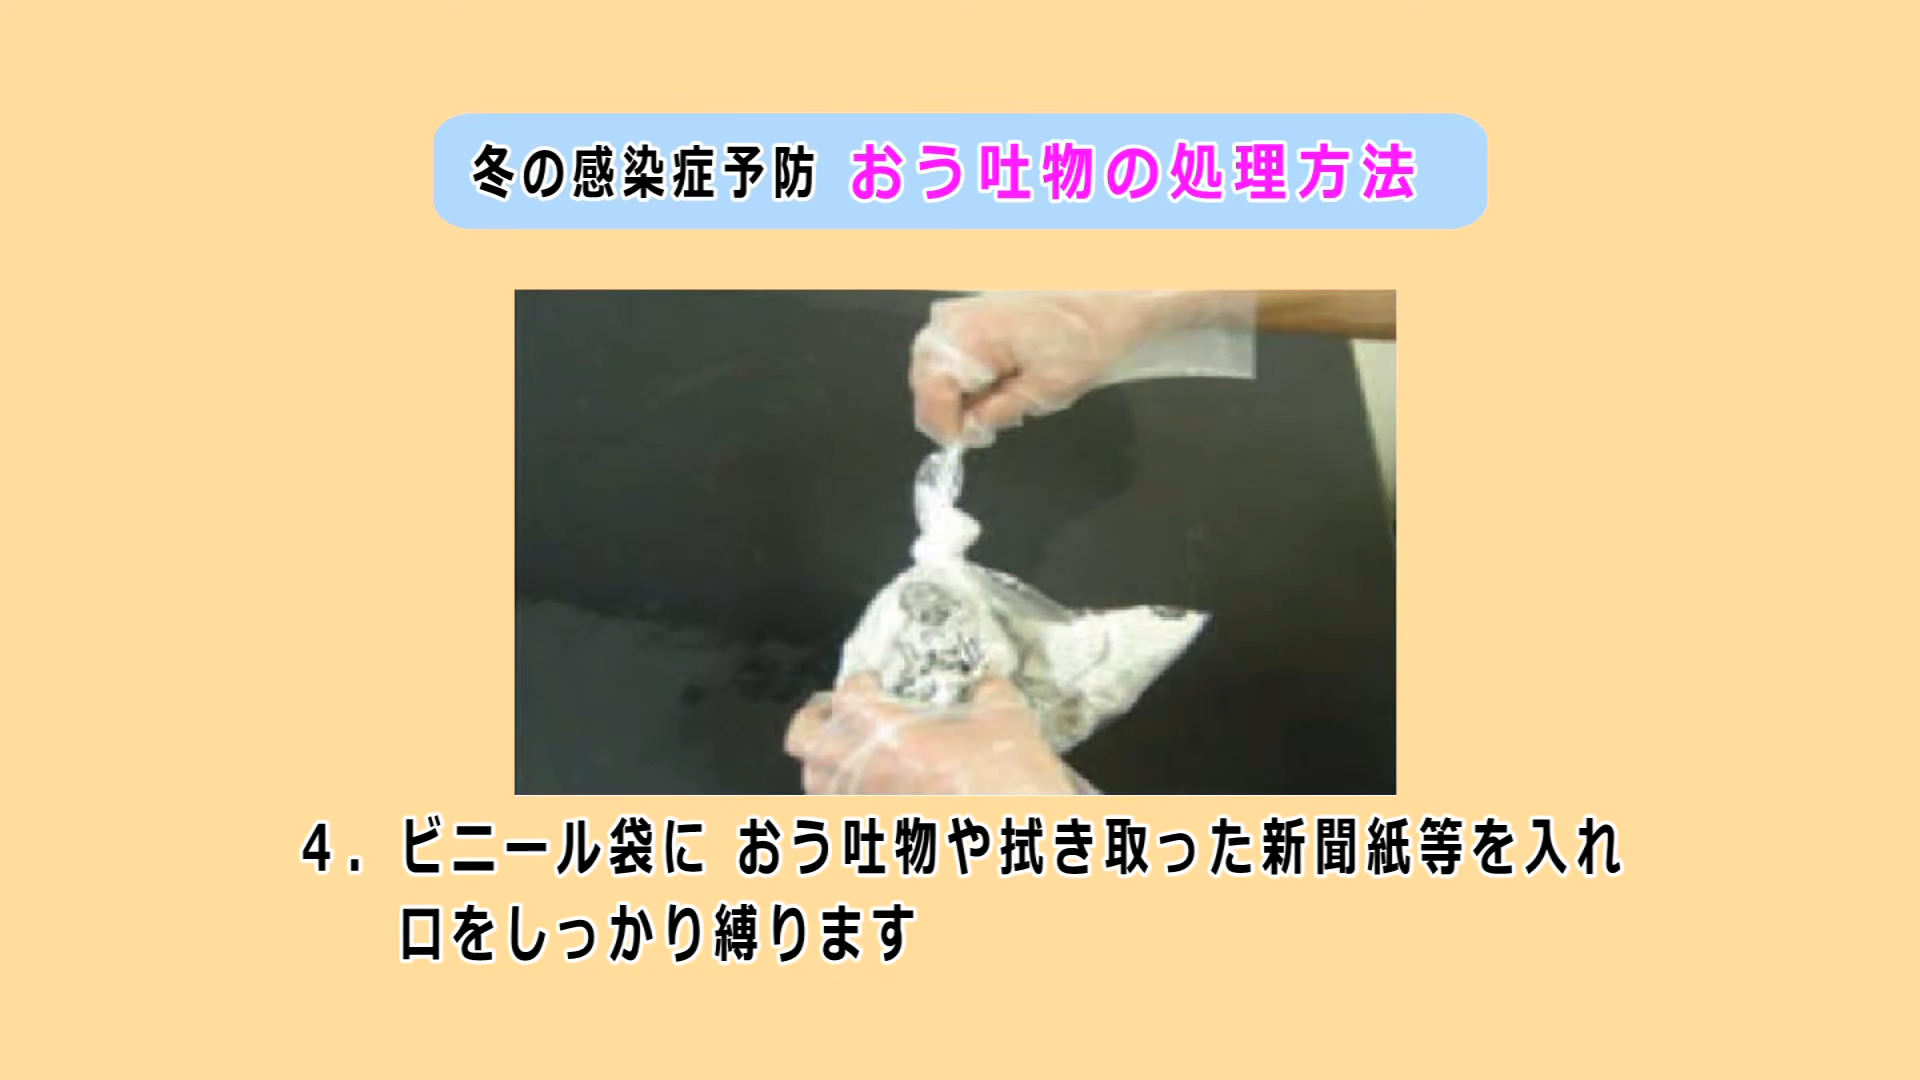 冬の感染症予防 おう吐物の処理方法
４．ビニール袋に おう吐物や拭き取った新聞紙等を入れ
口をしっかり縛ります